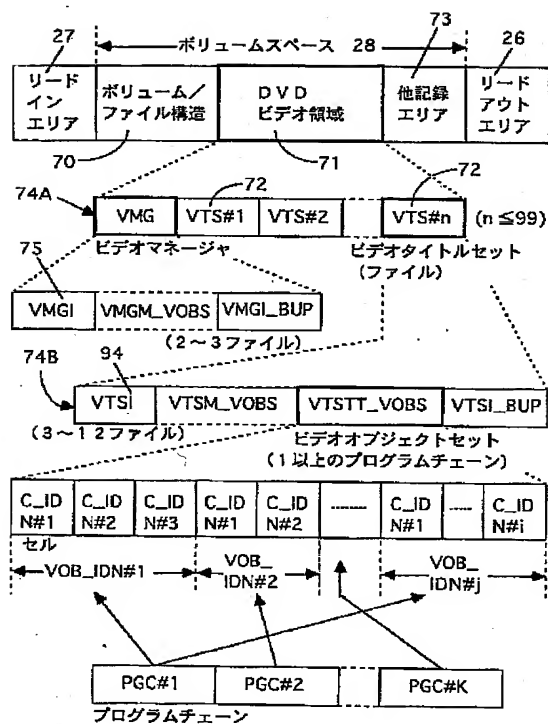 27
ボリュームスペース 28
73
26
リード
イン
エリア
ボリューム/
ファイル構造
DVD
ビデオ領域
他記録
エリア
リード
アウト
エリア
70
71
74A
72
72
VMG
VTS#1
VTS#2
VTS#n
(n≦99)
ビデオマネージャ
ビデオタイトルセット
(ファイル)
75
VMGI
VMGM_VOBS
VMGI_BUP
(2〜3ファイル)
74B
94
VTSI
VTSM_VOBS
VTSTT_VOBS
VTSI_BUP
(3〜12ファイル)
ビデオオブジェクトセット
(1以上のプログラムチェーン)
C_ID
N#1
C_ID
N#2
C_ID
N#3
C_ID
N#1
C_ID
N#2
C_ID
N#1
C_ID
N#i
セル
VOB_IDN#1
VOB_
IDN#2
VOB_
IDN#j
PGC#1
PGC#2
PGC#K
プログラムチェーン